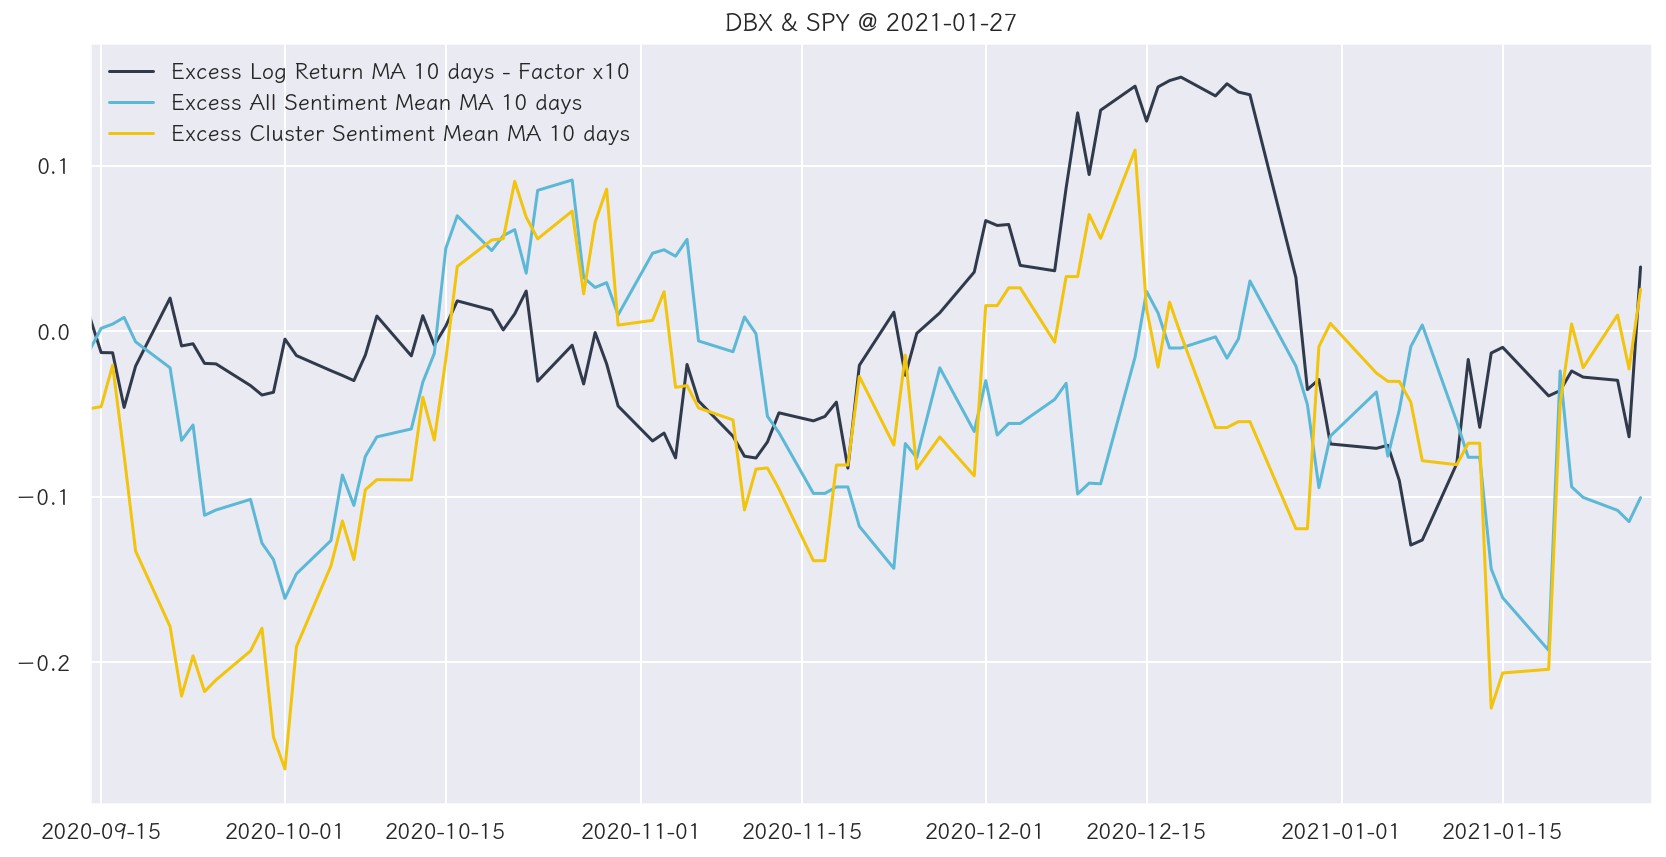 DBX & SPY @ 2021-01-27
Excess Log Return MA 10 days - Factor x10
Excess All Sentiment Mean MA 10 days
Excess Cluster Sentiment Mean MA 10 days
0.1
0.0
−0.1
−0.2
2020-09-15 2020-10-01 2020-10-15 2020-11-01 2020-11-15 2020-12-01 2020-12-15 2021-01-01 2021-01-15